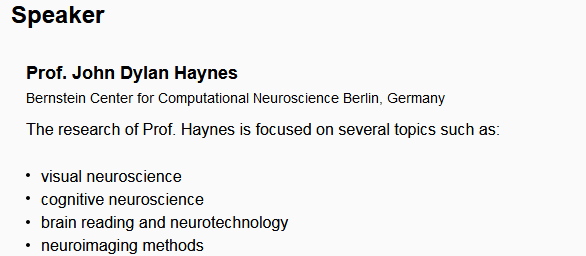 Speaker
Prof. John Dylan Haynes
Bernstein Center for Computational Neuroscience Berlin, Germany
The research of Prof. Haynes is focused on several topics such as:
• visual neuroscience
• cognitive neuroscience
• brain reading and neurotechnology
• neuroimaging methods